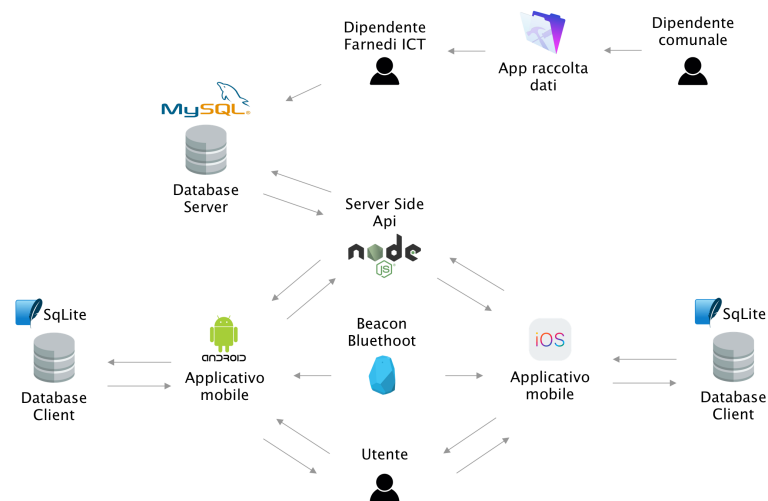 Dipendente
Farnedi ICT
Dipendente
comunale
App raccolta
dati
MySQL®
Database
Server
Server Side
Api
node
JS
SqLite
Database
Client
ANDROID
Applicativo
mobile
Beacon
Bluethoot
iOS
Applicativo
mobile
SqLite
Database
Client
Utente